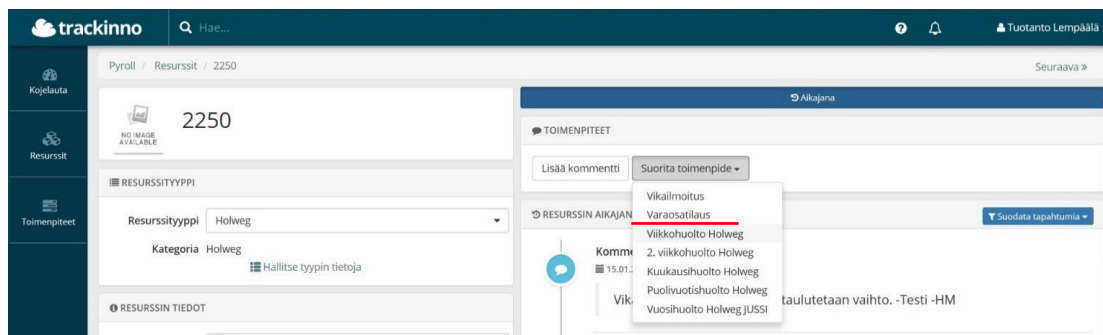 trackinno
Hae...
Tuotanto Lempäälä
Kojelauta
Resurssit
Toimenpiteet
Pyroll / Resurssit / 2250
Seuraava »
NO IMAGE
AVAILABLE
2250
RESURSSITYYPPI
Resurssityyppi Holweg
Kategoria Holweg
Hallitse tyypin tietoja
RESURSSIN TIEDOT
Aikajana
TOIMENPITEET
Lisää kommentti
Suorita toimenpide
Vikailmoitus
Varaosatilaus
Viikkohuolto Holweg
2. viikkohuolto Holweg
Kuukausihuolto Holweg
Puolivuotishuolto Holweg
Vuosihuolto Holweg JUSSI
RESURSSIN AIKAJAN
Suodata tapahtumia
Komme
15.01.
Vik
taulutetaan vaihto. -Testi -HM